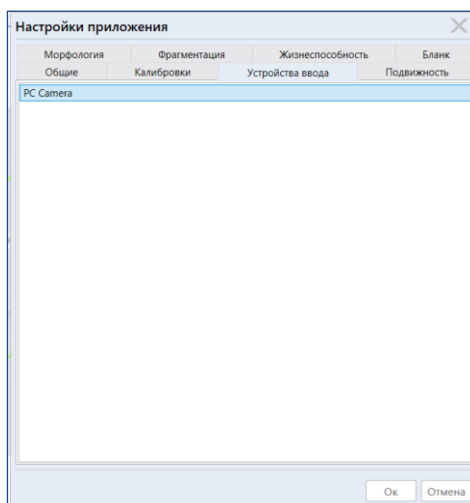 Настройки приложения
Морфология Фрагментация Жизнеспособность Бланк
Общие Калибровки Устройства ввода Подвижность
PC Camera
Ок Отмена